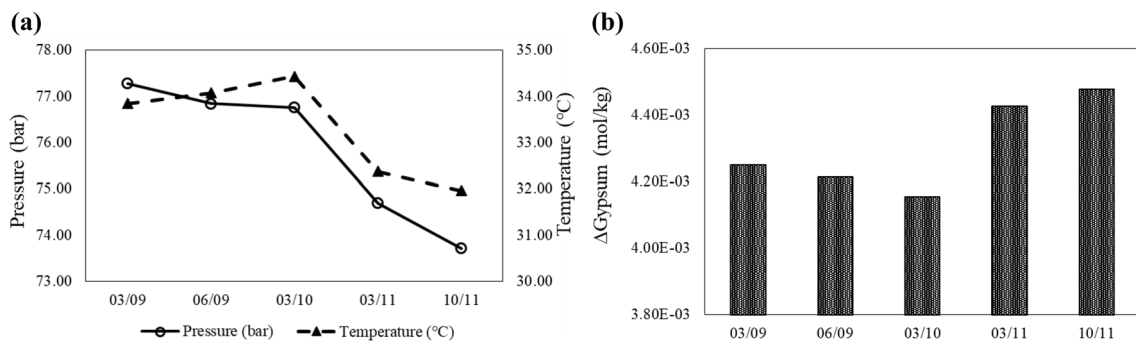 (a)
78.00
77.00
76.00
75.00
74.00
73.00
Pressure (bar)
35.00
34.00
33.00
32.00
31.00
30.00
Temperature (°C)
03/09 06/09 03/10 03/11 10/11
Pressure (bar) Temperature (°C)
(b)
4.60E-03
4.40E-03
4.20E-03
4.00E-03
3.80E-03
ΔGypsum (mol/kg)
03/09 06/09 03/10 03/11 10/11